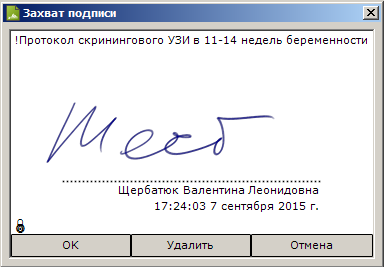 Захват подписи
!Протокол скринингового УЗИ в 11-14 недель беременности
Щербатюк Валентина Леонидовна
17:24:03 7 сентября 2015 г.
OK
Удалить
Отмена